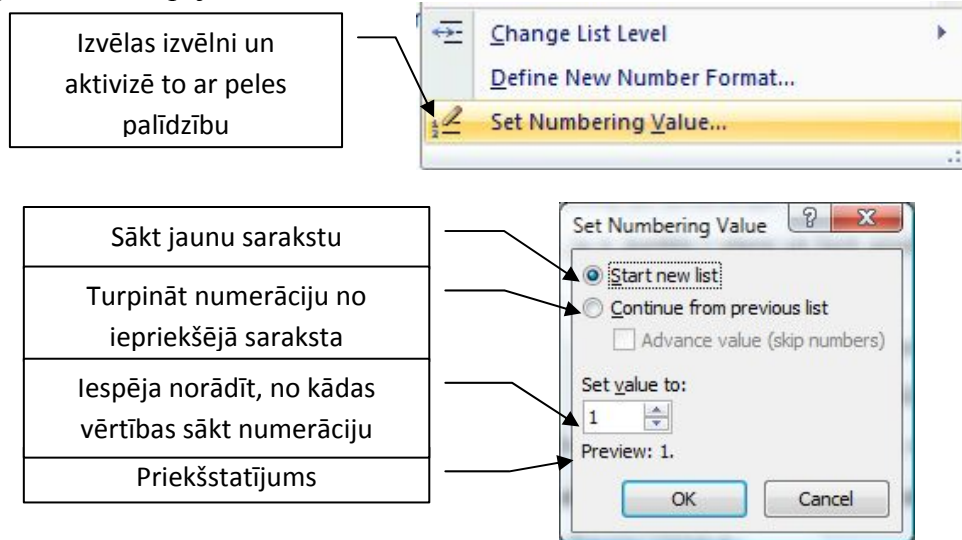 Izvēlas izvēlni un
aktivizē to ar peles
palīdzību
Change List Level
Define New Number Format...
Set Numbering Value...
Sākt jaunu sarakstu
Turpināt numerāciju no
iepriekšējā saraksta
Iespēja norādīt, no kādas
vērtības sākt numerāciju
Priekšstatījums
Set Numbering Value
Start new list
Continue from previous list
Advance value (skip numbers)
Set value to:
1
Preview: 1.
OK
Cancel